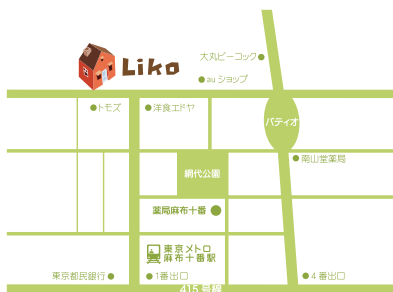 大丸ピーコック
Liko
au ショップ
トモズ
洋食エドヤ
パティオ
南山堂薬局
網代公園
薬局麻布十番
東京メトロ
麻布十番駅
東京都民銀行
1番出口
4番出口
415号線